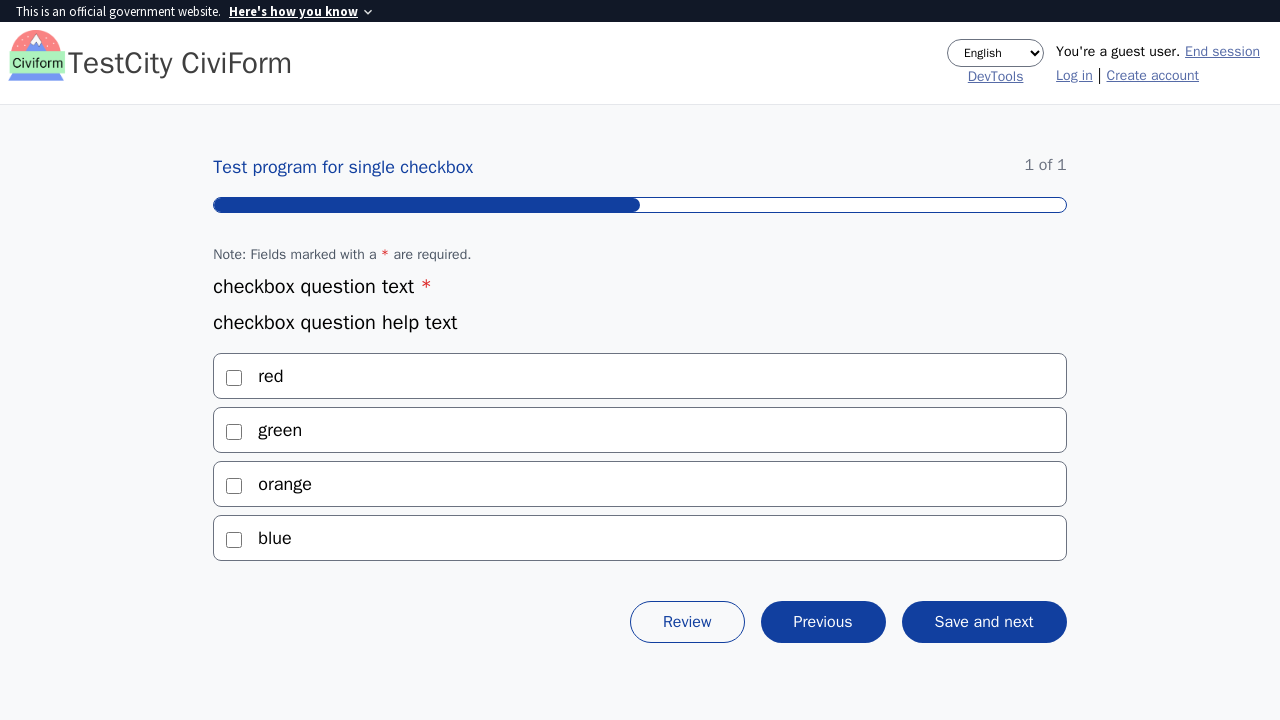 This is an official government website. Here's how you know
Civiform
TestCity CiviForm
English
DevTools
You're a guest user. End session
Log in | Create account
Test program for single checkbox
1 of 1
Note: Fields marked with a * are required.
checkbox question text *
checkbox question help text
red
green
orange
blue
Review
Previous
Save and next